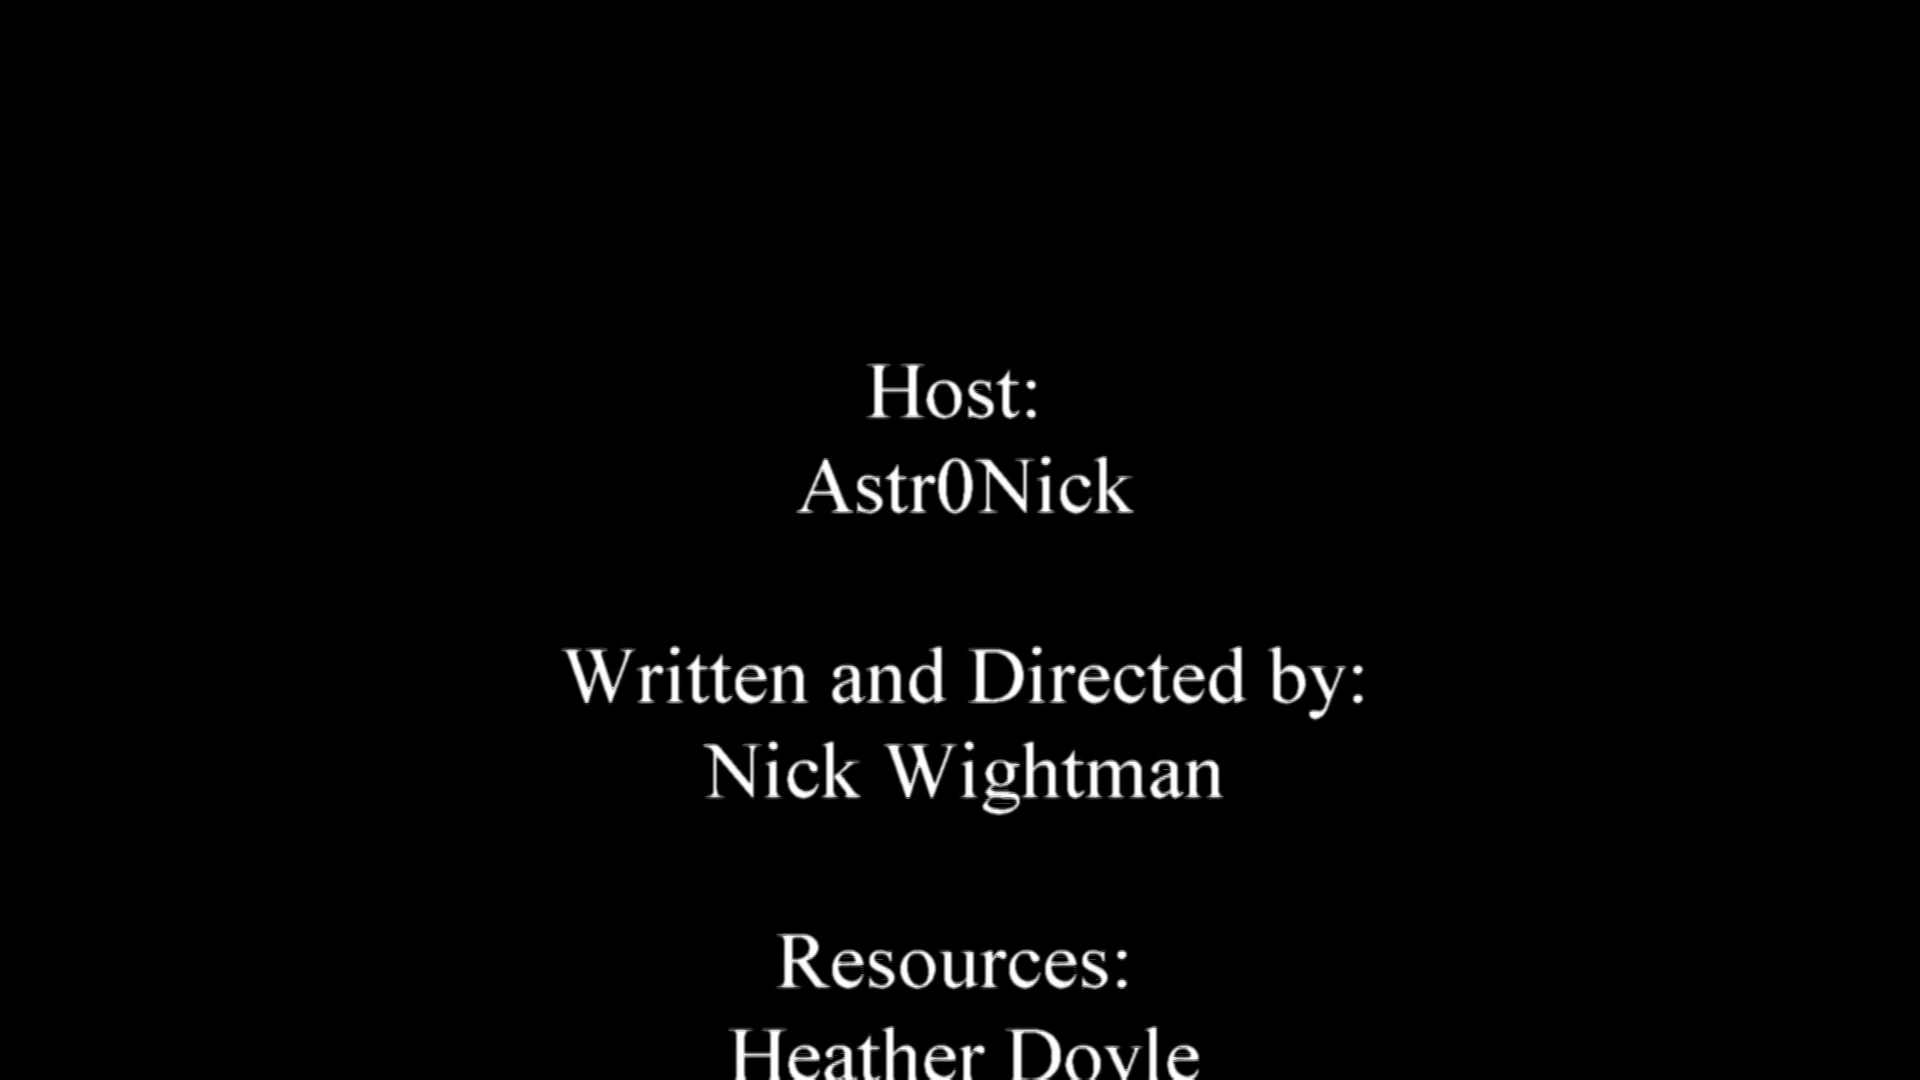 Host:
Astr0Nick
Written and Directed by:
Nick Wightman
Resources:
Heather Doyle